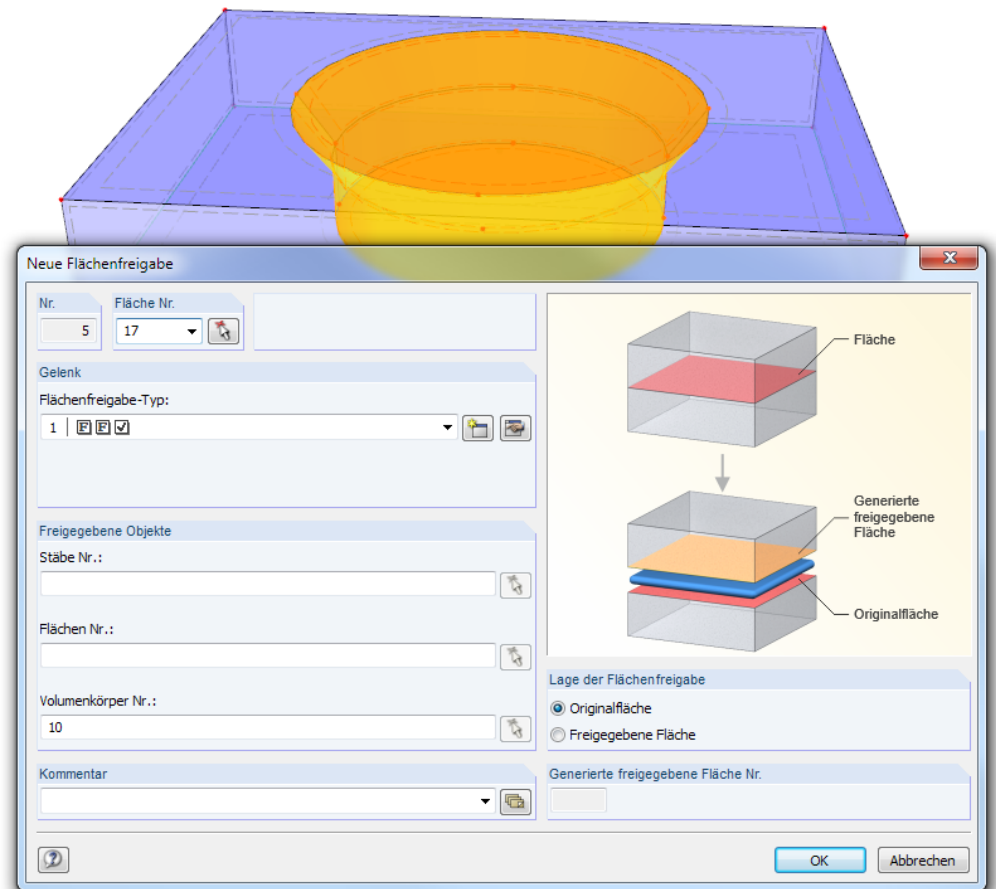 Neue Flächenfreigabe
Nr.
5
Fläche Nr.
17
Gelenk
Flächenfreigabe-Typ:
1 F F
Freigegebene Objekte
Stäbe Nr.:
Flächen Nr.:
Volumenkörper Nr.:
10
Kommentar
Fläche
Generierte
freigegebene
Fläche
Originalfläche
Lage der Flächenfreigabe
Originalfläche
Freigegebene Fläche
Generierte freigegebene Fläche Nr.
OK
Abbrechen